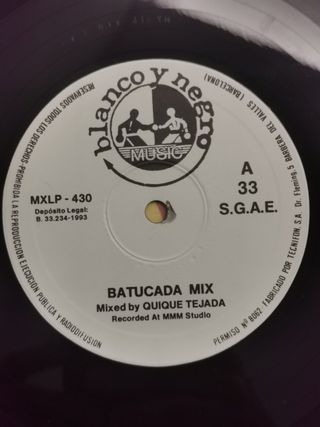 blanco y negro
MUSIC
MXLP - 430
Depósito Legal:
B. 33.234-1993
A
33
S.G.A.E.
BATUCADA MIX
Mixed by QUIQUE TEJADA
Recorded At MMM Studio
RESERVADOS TODOS LOS DERECHOS-PROHIBIDA LA REPRODUCCION EJECUCION PUBLICA Y RADIODIFUSION
PERMISO Nº 8062 FABRICADO POR TECNIFON, S.A. Dr. Fleming, 5 BARBERA DEL VALLES (BARCELONA)